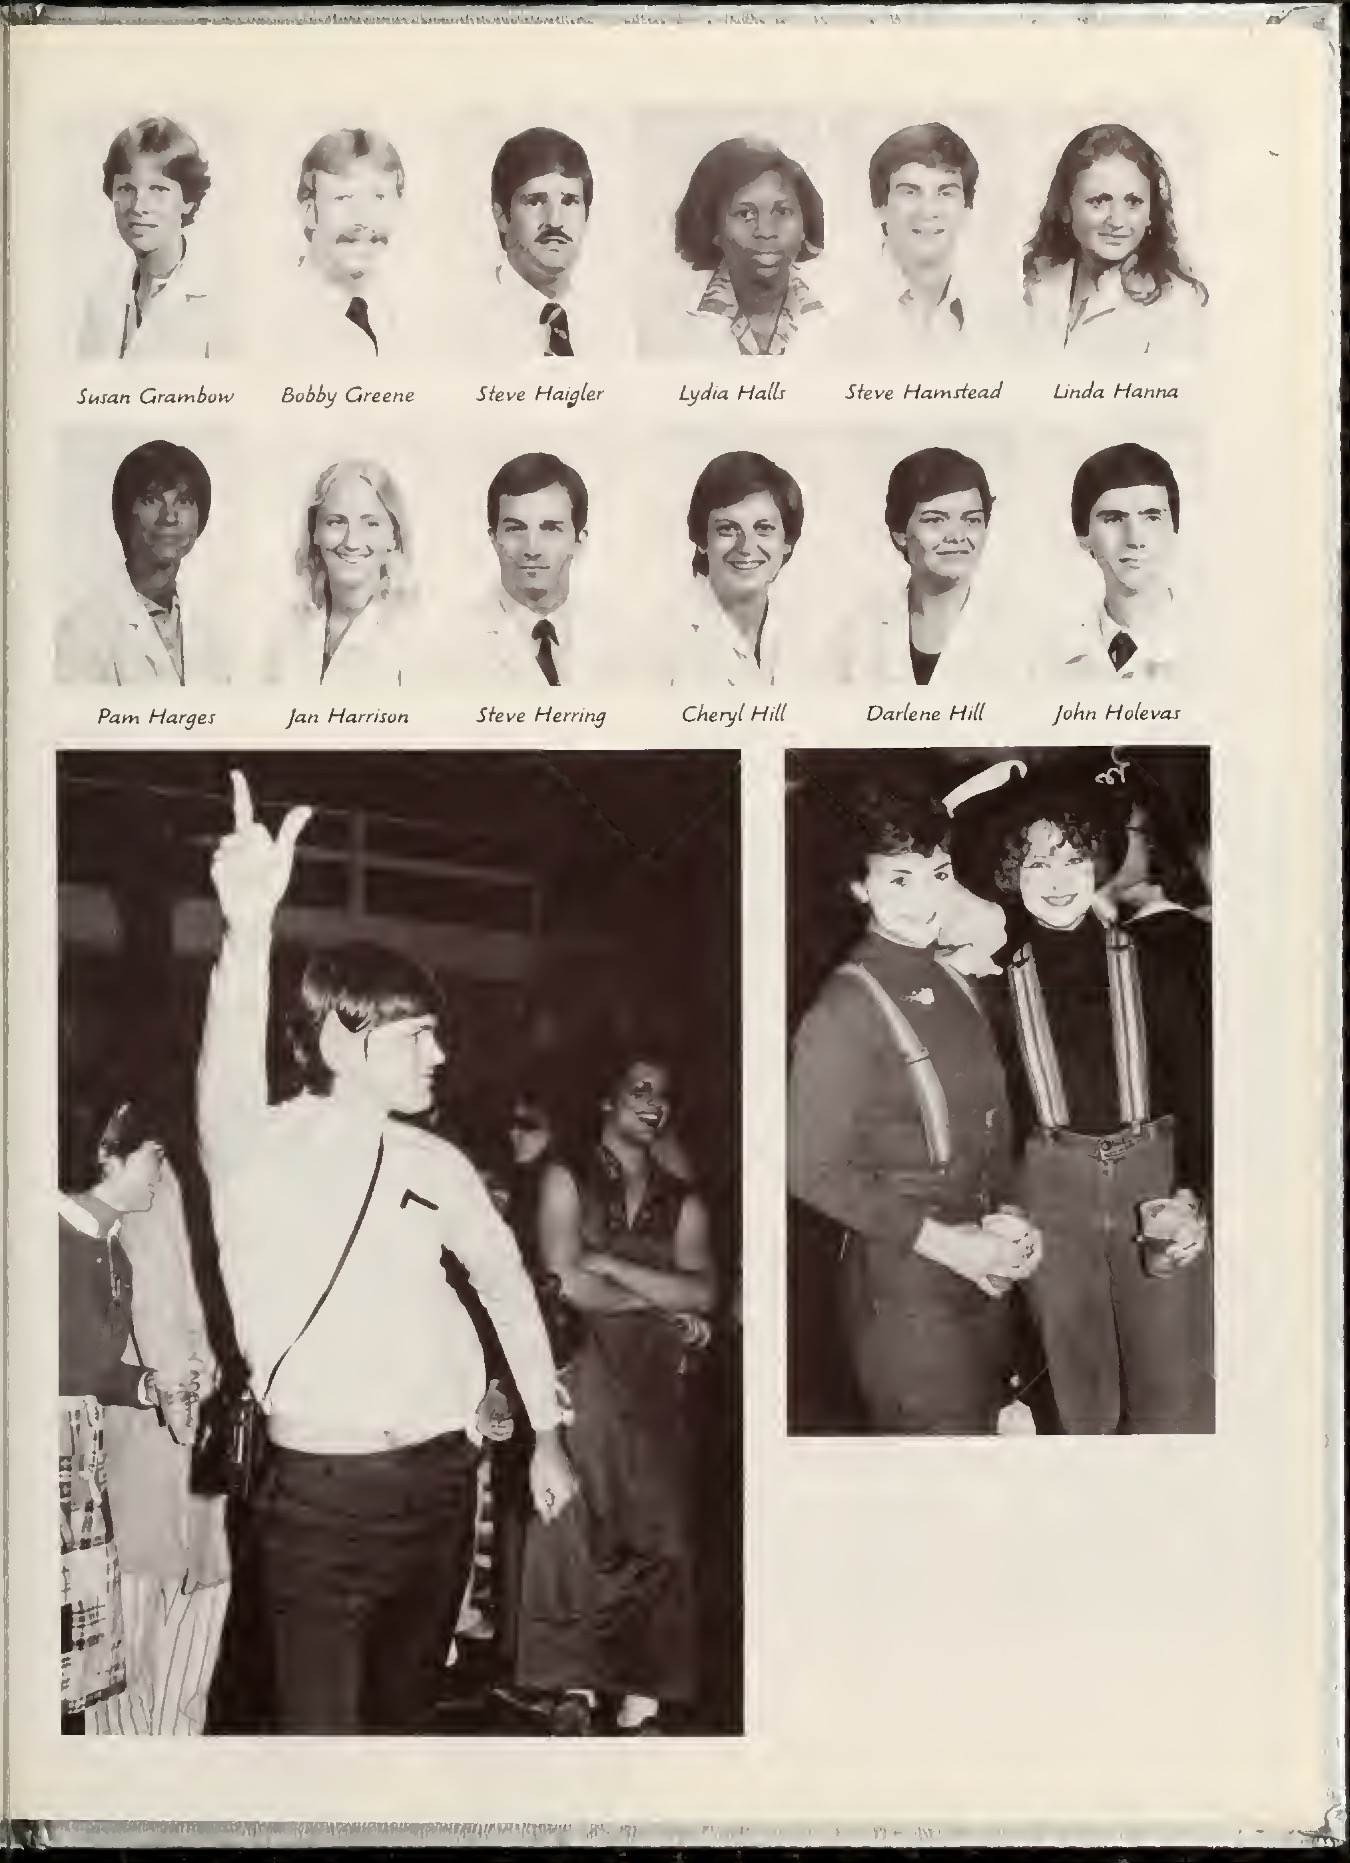 Susan Grambow Bobby Greene Steve Haigler Lydia Halls Steve Hamstead Linda Hanna
Pam Harges Jan Harrison Steve Herring Cheryl Hill Darlene Hill John Holevas